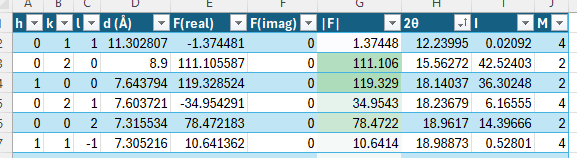 h k l d (Å) F(real) F(imag) |F| 2θ I M
2 0 1 1 11.302807 -1.374481 0 1.37448 12.23995 0.02092 4
3 0 2 0 8.9 111.105587 0 111.106 15.56272 42.52403 2
4 1 0 0 7.643794 119.328524 0 119.329 18.14037 36.30248 2
5 0 2 1 7.603721 -34.954291 0 34.9543 18.23679 6.16555 4
6 0 0 2 7.315534 78.472183 0 78.4722 18.9617 14.39666 2
7 1 1 -1 7.305216 10.641362 0 10.6414 18.98873 0.52801 4